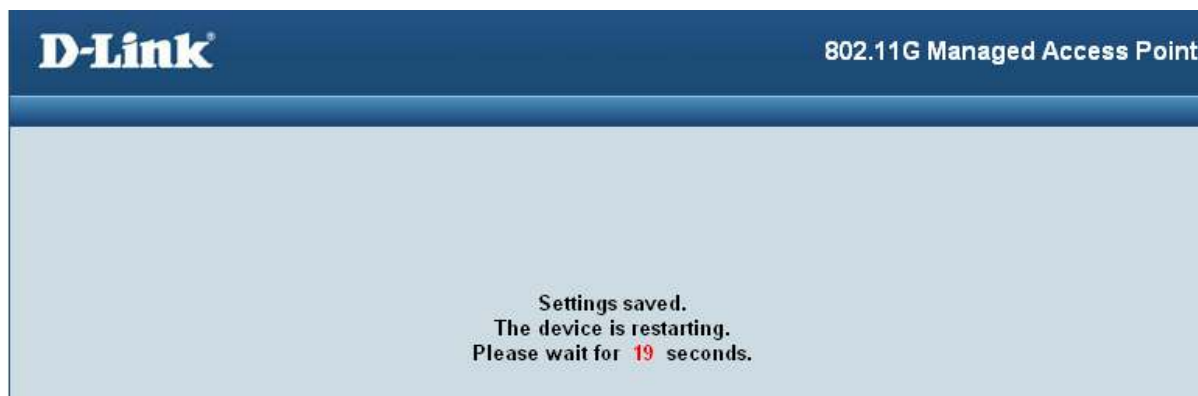 D-Link®
802.11G Managed Access Point
Settings saved.
The device is restarting.
Please wait for 19 seconds.